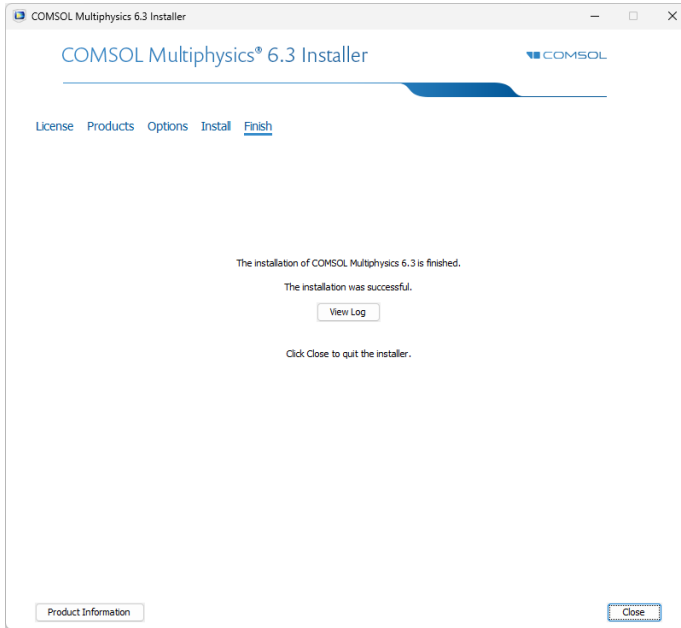 COMSOL Multiphysics 6.3 Installer
COMSOL Multiphysics® 6.3 Installer
COMSOL
License Products Options Install Finish
The installation of COMSOL Multiphysics 6.3 is finished.
The installation was successful.
View Log
Click Close to quit the installer.
Product Information
Close